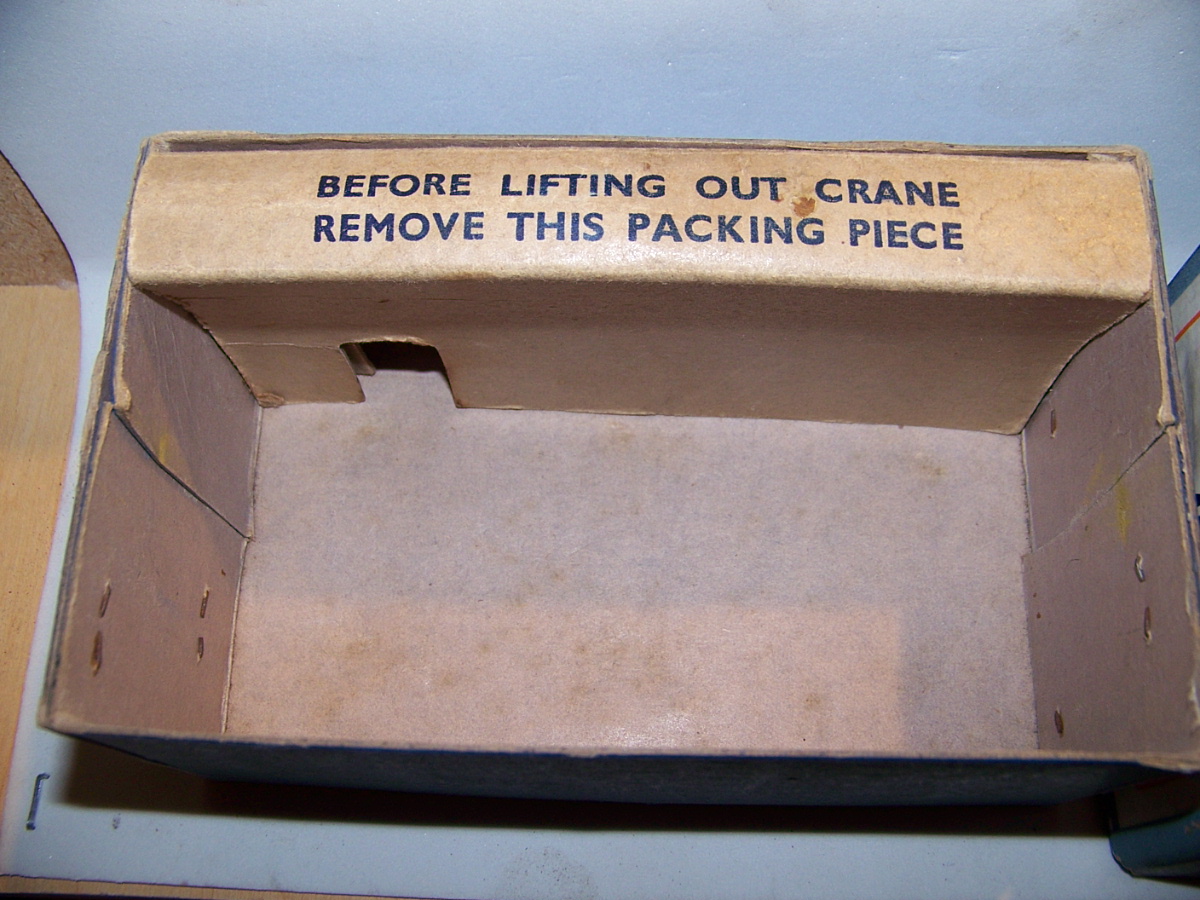 BEFORE LIFTING OUT CRANE
REMOVE THIS PACKING PIECE